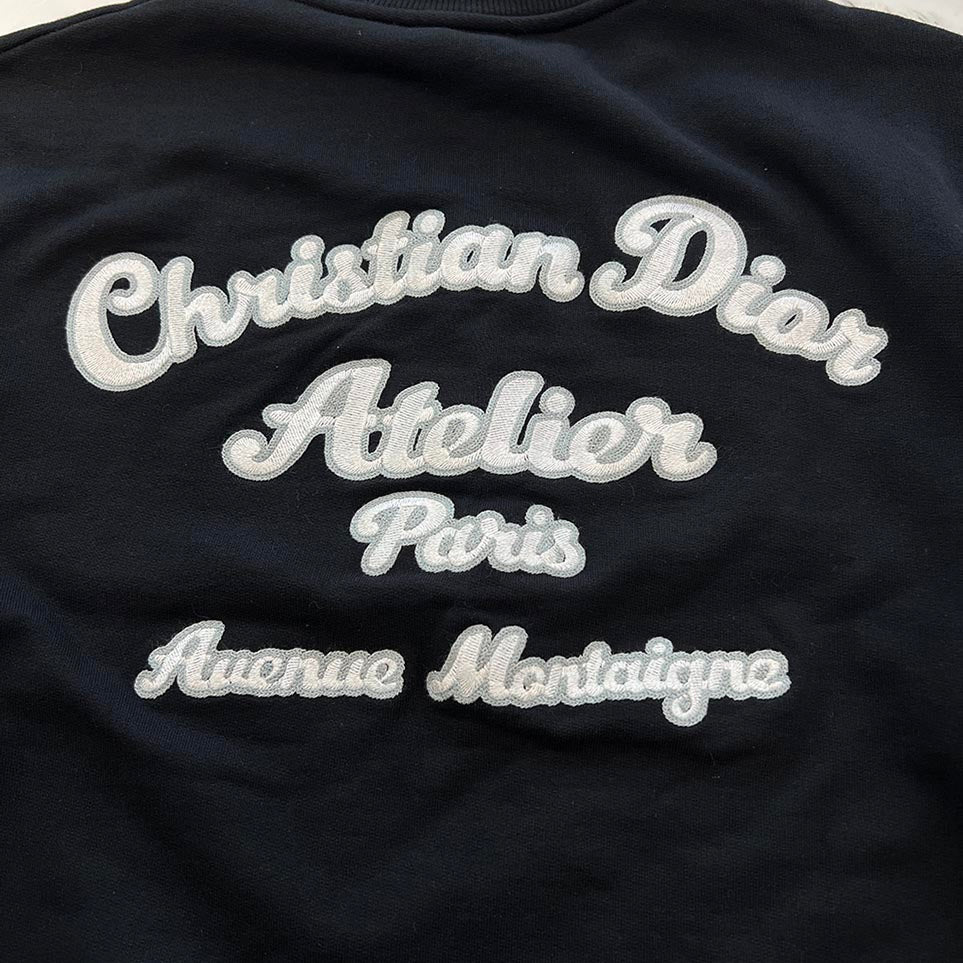 Christian Dior
Atelier
Paris
Avenue Montaigne